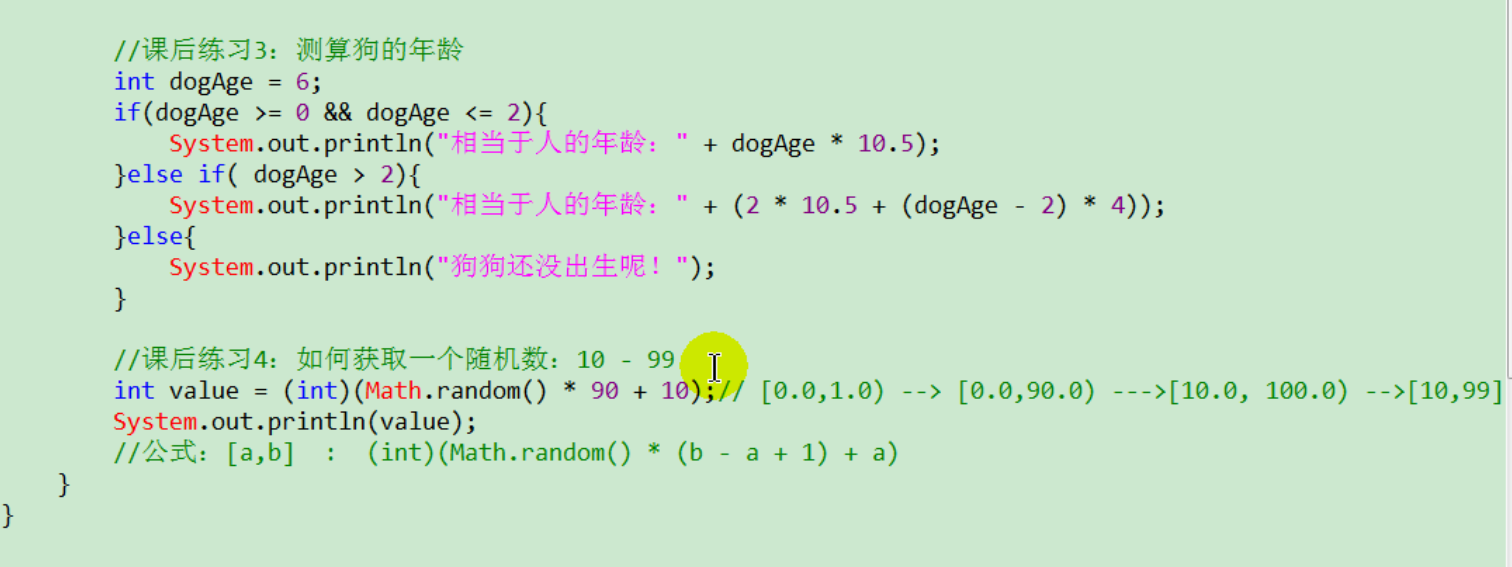 //课后练习3：测算狗的年龄
int dogAge = 6;
if(dogAge >= 0 && dogAge <= 2){
System.out.println("相当于人的年龄：" + dogAge * 10.5);
}else if( dogAge > 2){
System.out.println("相当于人的年龄：" + (2 * 10.5 + (dogAge - 2) * 4));
}else{
System.out.println("狗狗还没出生呢！");
}
//课后练习4：如何获取一个随机数：10 - 99
int value = (int)(Math.random() * 90 + 10);// [0.0,1.0) --> [0.0,90.0) --->[10.0, 100.0) -->[10,99]
System.out.println(value);
//公式：[a,b]  :  (int)(Math.random() * (b - a + 1) + a)
}
}